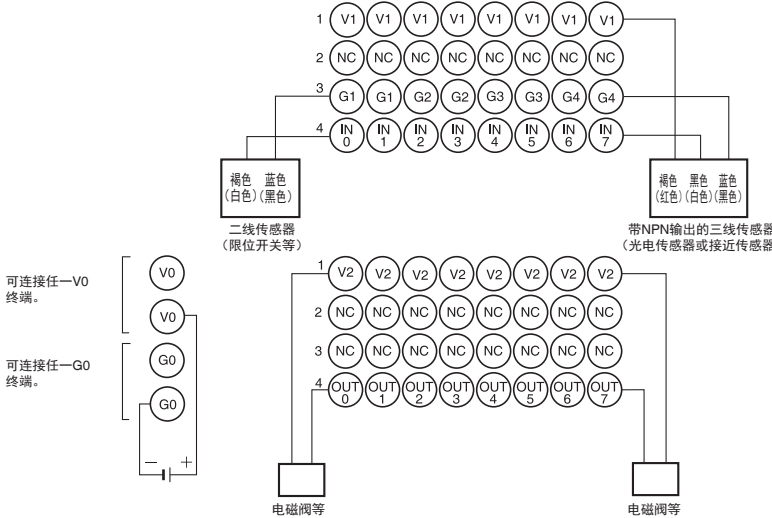 1 V1 V1 V1 V1 V1 V1 V1 V1
2 NC NC NC NC NC NC NC NC
3 G1 G1 G2 G2 G3 G3 G4 G4
4 IN 0 IN 1 IN 2 IN 3 IN 4 IN 5 IN 6 IN 7
褐色 蓝色
(白色)(黑色)
二线传感器
(限位开关等)
褐色 黑色 蓝色
(红色)(白色)(黑色)
带NPN输出的三线传感器
(光电传感器或接近传感器
可连接任一V0
终端。
V0
V0
可连接任一G0
终端。
G0
G0
− +
1 V2 V2 V2 V2 V2 V2 V2 V2
2 NC NC NC NC NC NC NC NC
3 NC NC NC NC NC NC NC NC
4 OUT 0 OUT 1 OUT 2 OUT 3 OUT 4 OUT 5 OUT 6 OUT 7
电磁阀等
电磁阀等